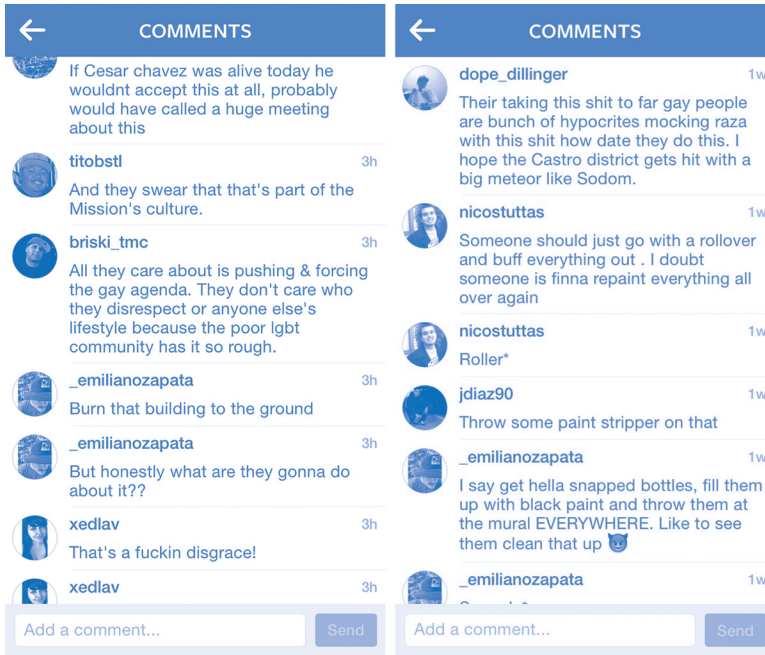 COMMENTS
If Cesar chavez was alive today he
wouldnt accept this at all, probably
would have called a huge meeting
about this
titobstl 3h
And they swear that that's part of the
Mission's culture.
briski_tmc 3h
All they care about is pushing & forcing
the gay agenda. They don't care who
they disrespect or anyone else's
lifestyle because the poor lgbt
community has it so rough.
_emilianozapata 3h
Burn that building to the ground
_emilianozapata 3h
But honestly what are they gonna do
about it??
xedlav 3h
That's a fuckin disgrace!
xedlav 3h
Add a comment... Send
COMMENTS
dope_dillinger 1w
Their taking this shit to far gay people
are bunch of hypocrites mocking raza
with this shit how date they do this. I
hope the Castro district gets hit with a
big meteor like Sodom.
nicostuttas 1w
Someone should just go with a rollover
and buff everything out . I doubt
someone is finna repaint everything all
over again
nicostuttas 1w
Roller*
jdiaz90 1w
Throw some paint stripper on that
_emilianozapata 1w
I say get hella snapped bottles, fill them
up with black paint and throw them at
the mural EVERYWHERE. Like to see
them clean that up 😈
_emilianozapata 1w
Add a comment... Send